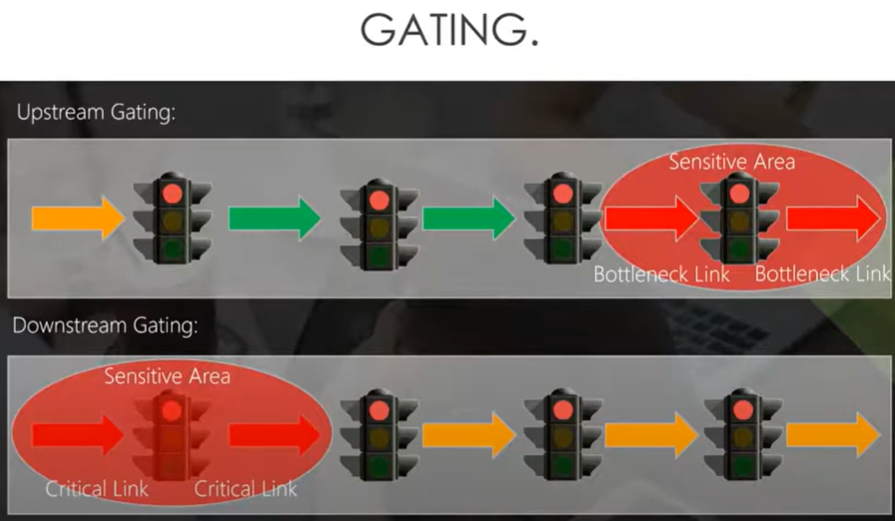 GATING.
Upstream Gating:
Sensitive Area
Bottleneck Link
Bottleneck Link
Downstream Gating:
Sensitive Area
Critical Link
Critical Link